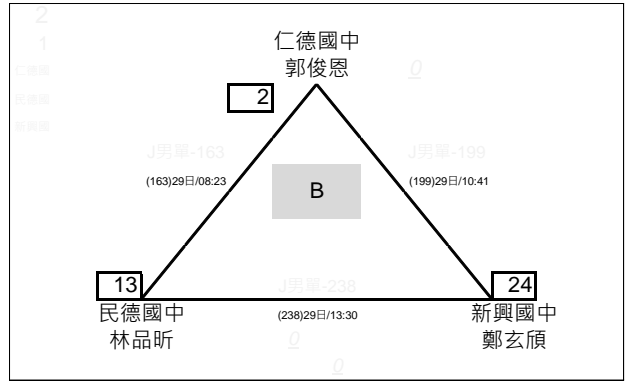 2
1
仁德國中
郭俊恩
0
2
J男單-163
J男單-199
(163)29日/08:23
B
(199)29日/10:41
13
24
J男單-238
民德國中
(238)29日/13:30
新興國中
林品昕
0
鄭玄頎
0